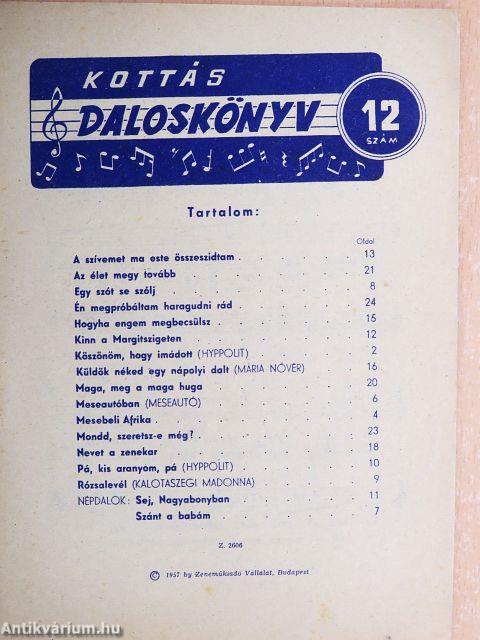 KOTTÁS
DALOSKÖNYV
12
SZÁM
Tartalom:
Oldal
A szívemet ma este összeszidtam . . . . . . 13
Az élet megy tovább . . . . . . 21
Egy szót se szólj . . . . . . 8
Én megpróbáltam haragudni rád . . . . . . 24
Hogyha engem megbecsülsz . . . . . . 15
Kinn a Margitszigeten . . . . . . 12
Köszönöm, hogy imádott (HYPPOLIT) . . . . . . 2
Küldök néked egy nápolyi dalt (MÁRIA NŐVÉR) . . . . 16
Maga, meg a maga huga . . . . . . 20
Meseautóban (MESEAUTÓ) . . . . . . 6
Mesebeli Afrika . . . . . . 4
Mondd, szeretsz-e még? . . . . . . 23
Nevet a zenekar . . . . . . 18
Pá, kis aranyom, pá (HYPPOLIT) . . . . . . 10
Rózsalevél (KALOTASZEGI MADONNA) . . . . . 9
NÉPDALOK: Sej, Nagyabonyban . . . . . 11
Szánt a babám . . . . . 7
Z. 2606
© 1957 by Zeneműkiadó Vállalat, Budapest
Antikvárium.hu